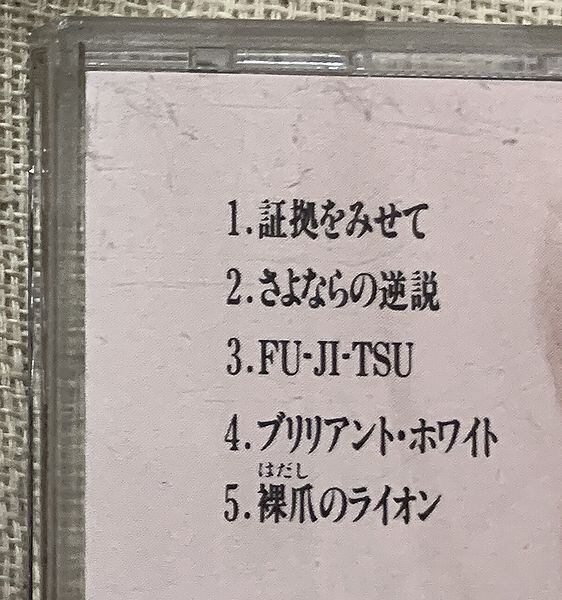 1.証拠をみせて
2.さよならの逆説
3.FU-JI-TSU
4.ブリリアント・ホワイト
はだし
5.裸爪のライオン